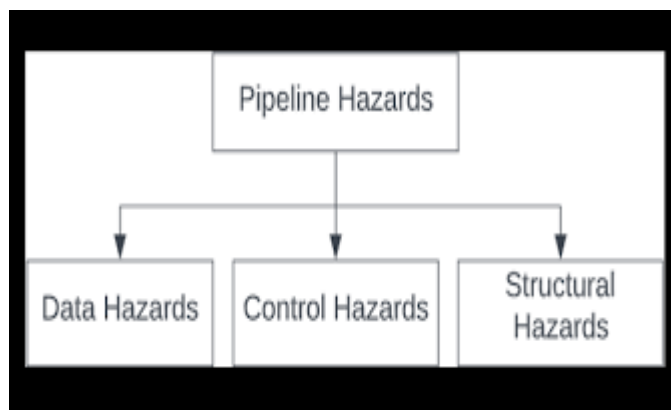 Pipeline Hazards
Data Hazards
Control Hazards
Structural
Hazards